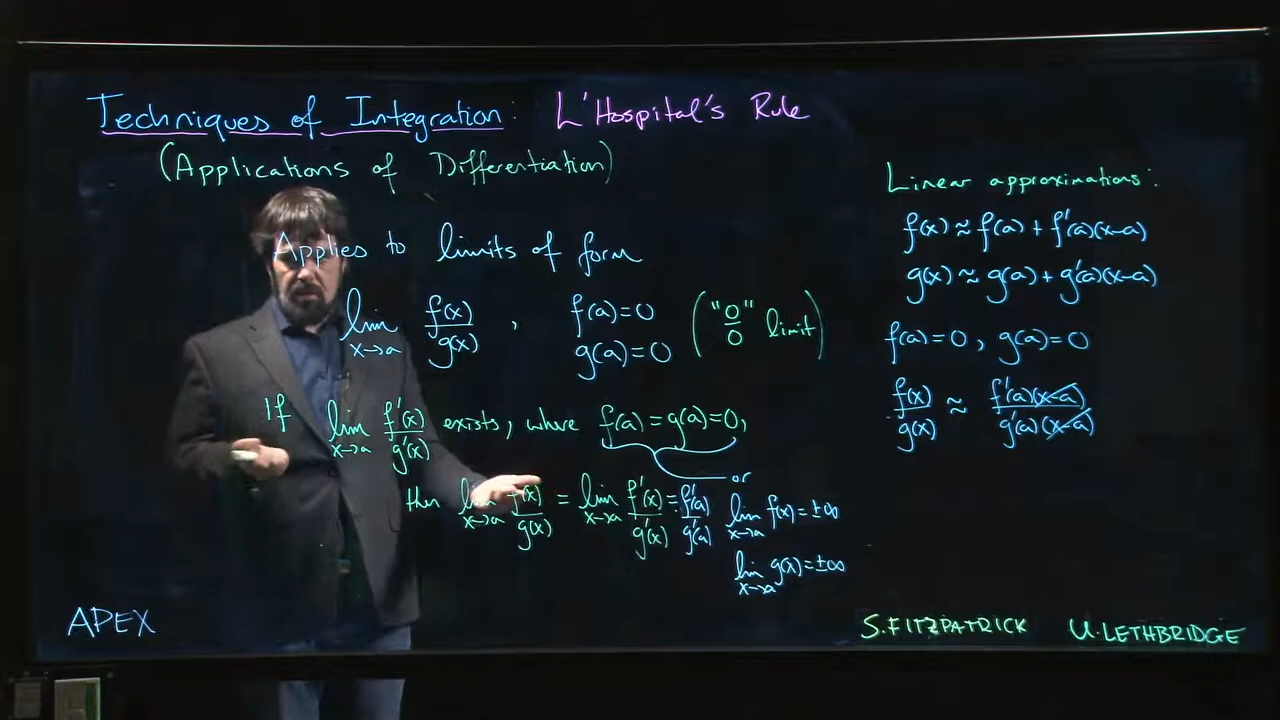 Techniques of Integration: L'Hospital's Rule
(Applications of Differentiation)
Applies to limits of form
lim x→a f(x)/g(x) , f(a)=0 g(a)=0 ("0/0" limit)
If lim x→a f'(x)/g'(x) exists, where f(a)=g(a)=0,
or
then lim x→a f(x)/g(x) = lim x→a f'(x)/g'(x) = f'(a)/g'(a)
lim x→a f(x)=±∞
lim x→a g(x)=±∞
Linear approximations:
f(x)≈f(a)+f'(a)(x-a)
g(x)≈g(a)+g'(a)(x-a)
f(a)=0, g(a)=0
f(x)/g(x) ≈ f'(a)(x-a)/g'(a)(x-a)
APEX
S.FITZPATRICK U.LETHBRIDGE